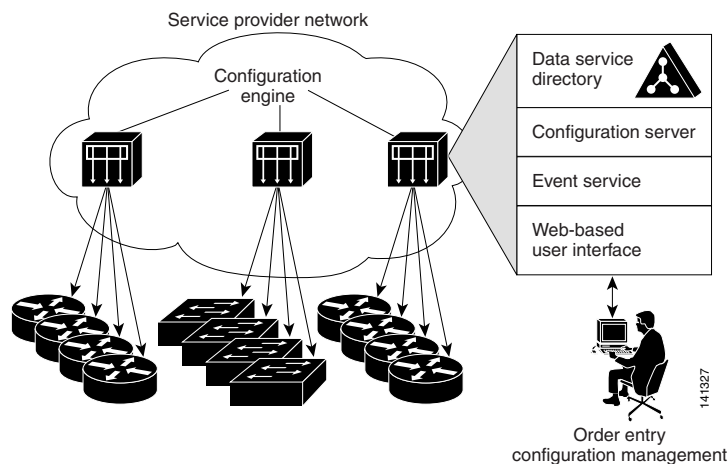 Service provider network
Configuration
engine
Data service
directory
Configuration server
Event service
Web-based
user interface
141327
Order entry
configuration management